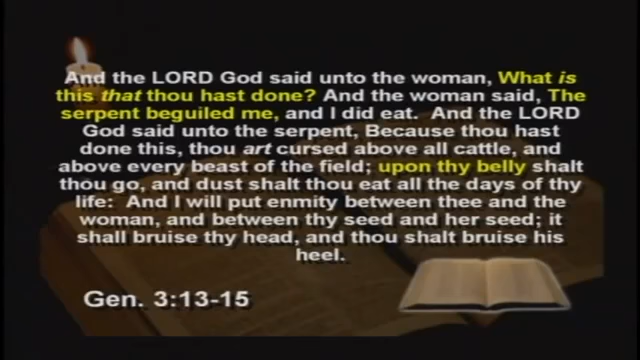 And the LORD God said unto the woman, What is
this that thou hast done? And the woman said, The
serpent beguiled me, and I did eat. And the LORD
God said unto the serpent, Because thou hast
done this, thou art cursed above all cattle, and
above every beast of the field; upon thy belly shalt
thou go, and dust shalt thou eat all the days of thy
life: And I will put enmity between thee and the
woman, and between thy seed and her seed; it
shall bruise thy head, and thou shalt bruise his
heel.
Gen. 3:13-15